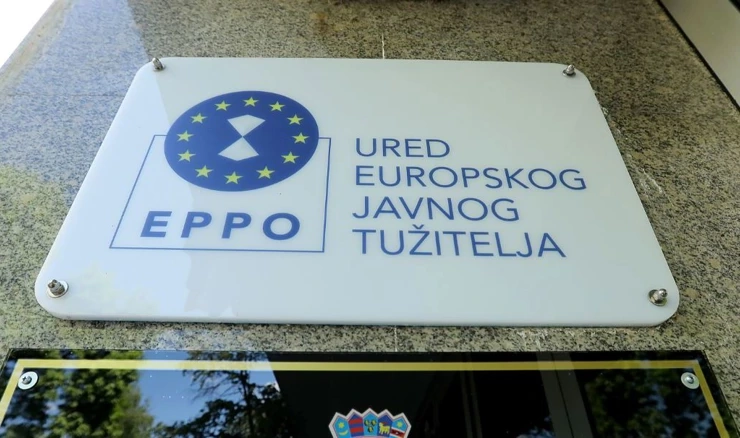 EPPO
URED
EUROPSKOG
JAVNOG
TUŽITELJA